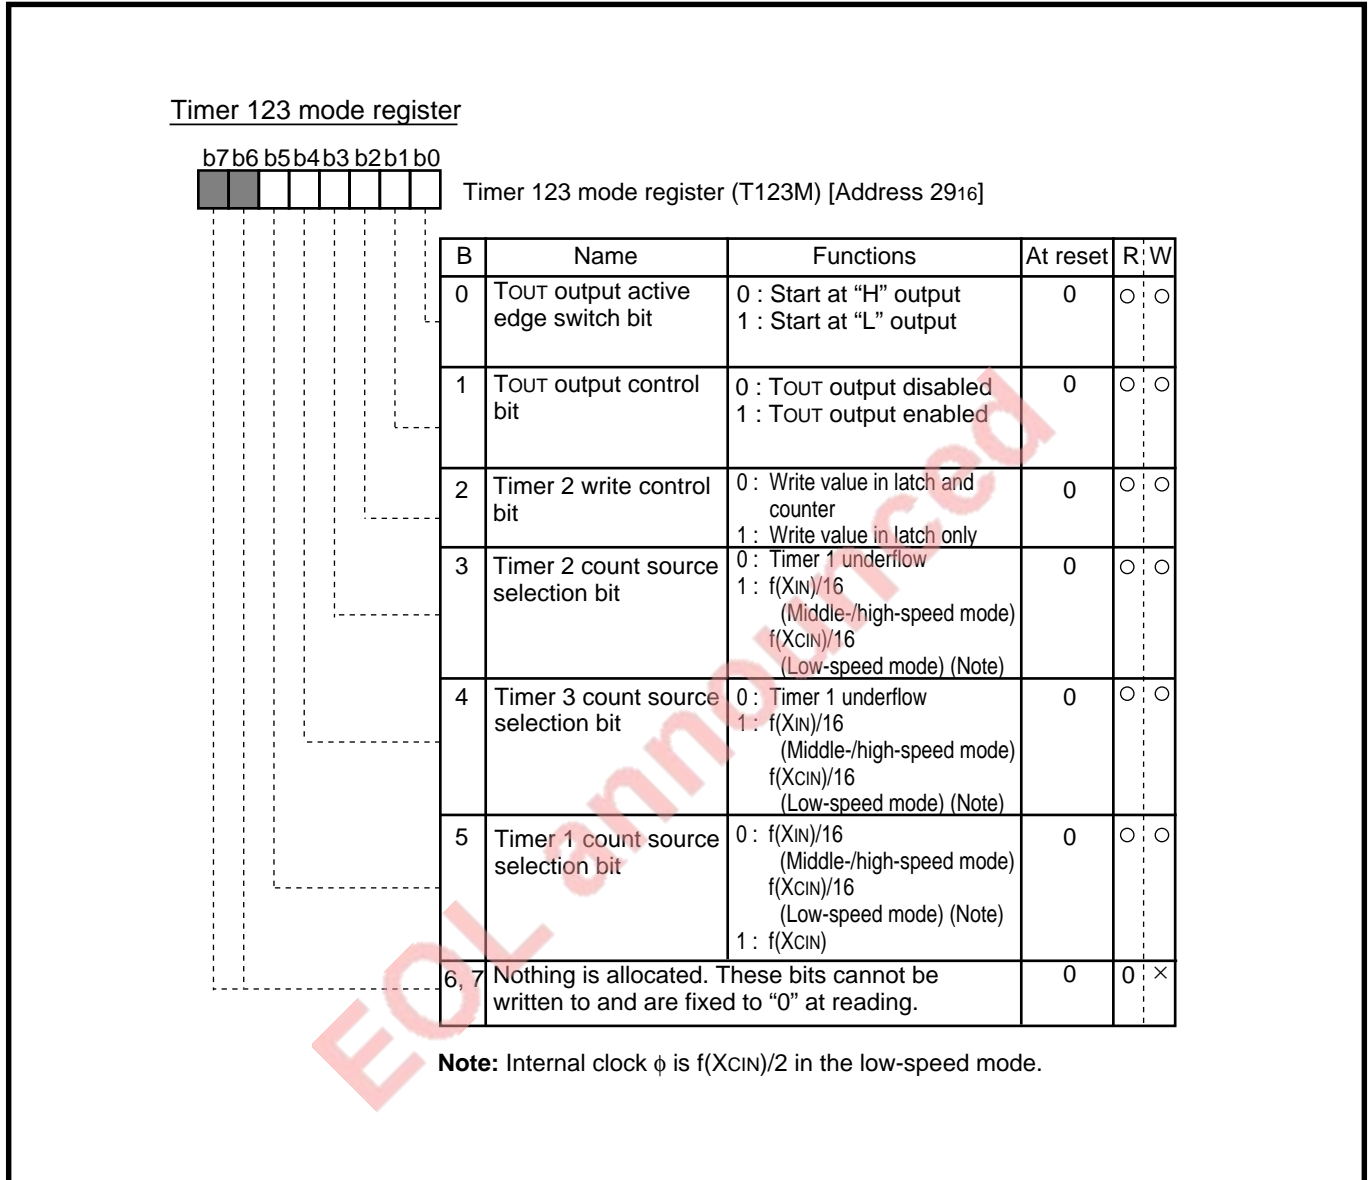 Timer 123 mode register
b7 b6 b5 b4 b3 b2 b1 b0
Timer 123 mode register (T123M) [Address 2916]
B Name Functions At reset R W
0 TOUT output active edge switch bit 0 : Start at “H” output 0 ○ ○
1 : Start at “L” output
1 TOUT output control bit 0 : TOUT output disabled 0 ○ ○
1 : TOUT output enabled
2 Timer 2 write control bit 0 : Write value in latch and counter 0 ○ ○
1 : Write value in latch only
3 Timer 2 count source selection bit 0 : Timer 1 underflow 0 ○ ○
1 : f(XIN)/16
(Middle-/high-speed mode)
f(XCIN)/16
(Low-speed mode) (Note)
4 Timer 3 count source selection bit 0 : Timer 1 underflow 0 ○ ○
1 : f(XIN)/16
(Middle-/high-speed mode)
f(XCIN)/16
(Low-speed mode) (Note)
5 Timer 1 count source selection bit 0 : f(XIN)/16 0 ○ ○
(Middle-/high-speed mode)
f(XCIN)/16
(Low-speed mode) (Note)
1 : f(XCIN)
6, 7 Nothing is allocated. These bits cannot be 0 0 ×
written to and are fixed to “0” at reading.
Note: Internal clock ϕ is f(XCIN)/2 in the low-speed mode.
EOL announced